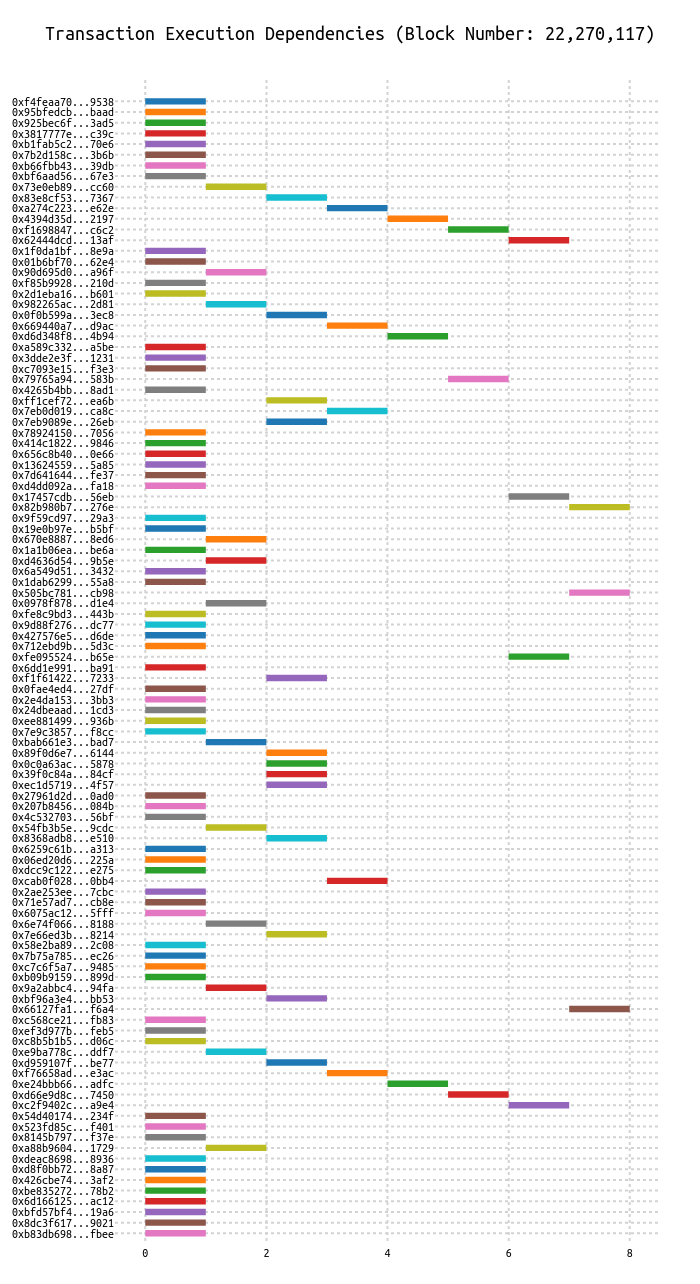 Transaction Execution Dependencies (Block Number: 22,270,117)
0xf4feaa70...9538
0x95bfedcb...baad
0x925bec6f...3ad5
0x3817777e...c39c
0xb1fab5c2...70e6
0x7b2d158c...3b6b
0xb66fbb43...39db
0xbf6aad56...67e3
0x73e0eb89...cc60
0x83e8cf53...7367
0xa274c223...e62e
0x4394d35d...2197
0xf1698847...c6c2
0x62444dcd...13af
0x1f0da1bf...8e9a
0x01b6bf70...62e4
0x90d695d0...a96f
0xf85b9928...210d
0x2d1eba16...b601
0x982265ac...2d81
0x0f0b599a...3ec8
0x669440a7...d9ac
0xd6d348f8...4b94
0xa589c332...a5be
0x3dde2e3f...1231
0xc7093e15...f3e3
0x79765a94...583b
0x4265b4bb...8ad1
0xff1cef72...ea6b
0x7eb0d019...ca8c
0x7eb9089e...26eb
0x78924150...7056
0x414c1822...9846
0x656c8b40...0e66
0x13624559...5a85
0x7d641644...fe37
0xd4dd092a...fa18
0x17457cdb...56eb
0x82b980b7...276e
0x9f59cd97...29a3
0x19e0b97e...b5bf
0x670e8887...8ed6
0x1a1b06ea...be6a
0xd4636d54...9b5e
0x6a549d51...3432
0x1dab6299...55a8
0x505bc781...cb98
0x0978f878...d1e4
0xfe8c9bd3...443b
0x9d88f276...dc77
0x427576e5...d6de
0x712ebd9b...5d3c
0xfe095524...b65e
0x6dd1e991...ba91
0xf1f61422...7233
0x0fae4ed4...27df
0x2e4da153...3bb3
0x24dbeaad...1cd3
0xee881499...936b
0x7e9c3857...f8cc
0xbab661e3...bad7
0x89f0d6e7...6144
0x0c0a63ac...5878
0x39f0c84a...84cf
0xec1d5719...4f57
0x27961d2d...0ad0
0x207b8456...084b
0x4c532703...56bf
0x54fb3b5e...9cdc
0x8368adb8...e510
0x6259c61b...a313
0x06ed20d6...225a
0xdcc9c122...e275
0xcab0f028...0bb4
0x2ae253ee...7cbc
0x71e57ad7...cb8e
0x6075ac12...5fff
0x6e74f066...8188
0x7e66ed3b...8214
0x58e2ba89...2c08
0x7b75a785...ec26
0xc7c6f5a7...9485
0xb09b9159...899d
0x9a2abbc4...94fa
0xbf96a3e4...bb53
0x66127fa1...f6a4
0xc568ce21...fb83
0xef3d977b...feb5
0xc8b5b1b5...d06c
0xe9ba778c...ddf7
0xd959107f...be77
0xf76658ad...e3ac
0xe24bbb66...adfc
0xd66e9d8c...7450
0xc2f9402c...a9e4
0x54d40174...234f
0x523fd85c...f401
0x8145b797...f37e
0xa88b9604...1729
0xdeac8698...8936
0xd8f0bb72...8a87
0x426cbe74...3af2
0xbe835272...78b2
0x6d166125...ac12
0xbfd57bf4...19a6
0x8dc3f617...9021
0xb83db698...fbee
0 2 4 6 8